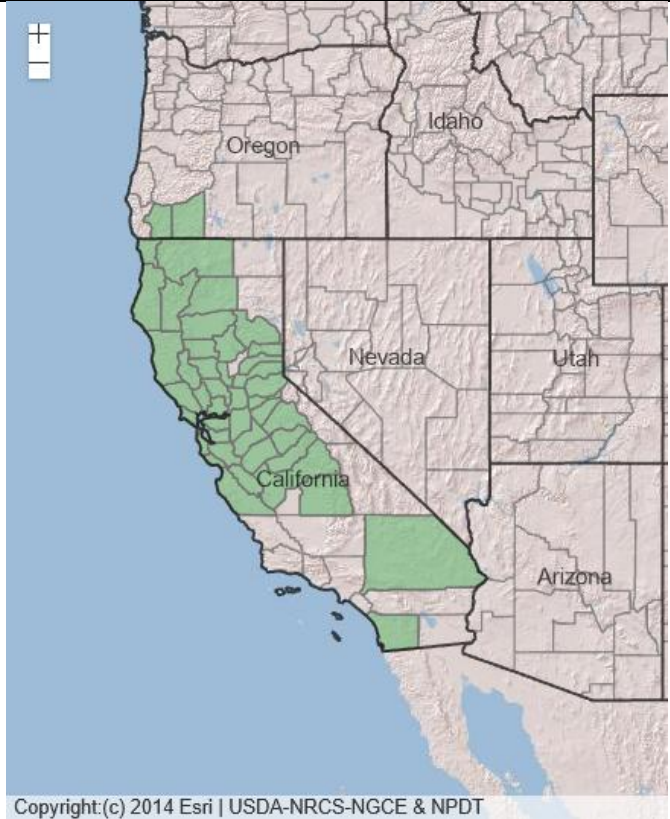 +
−
Oregon
Idaho
Nevada
Utah
California
Arizona
Copyright:(c) 2014 Esri | USDA-NRCS-NGCE & NPDT